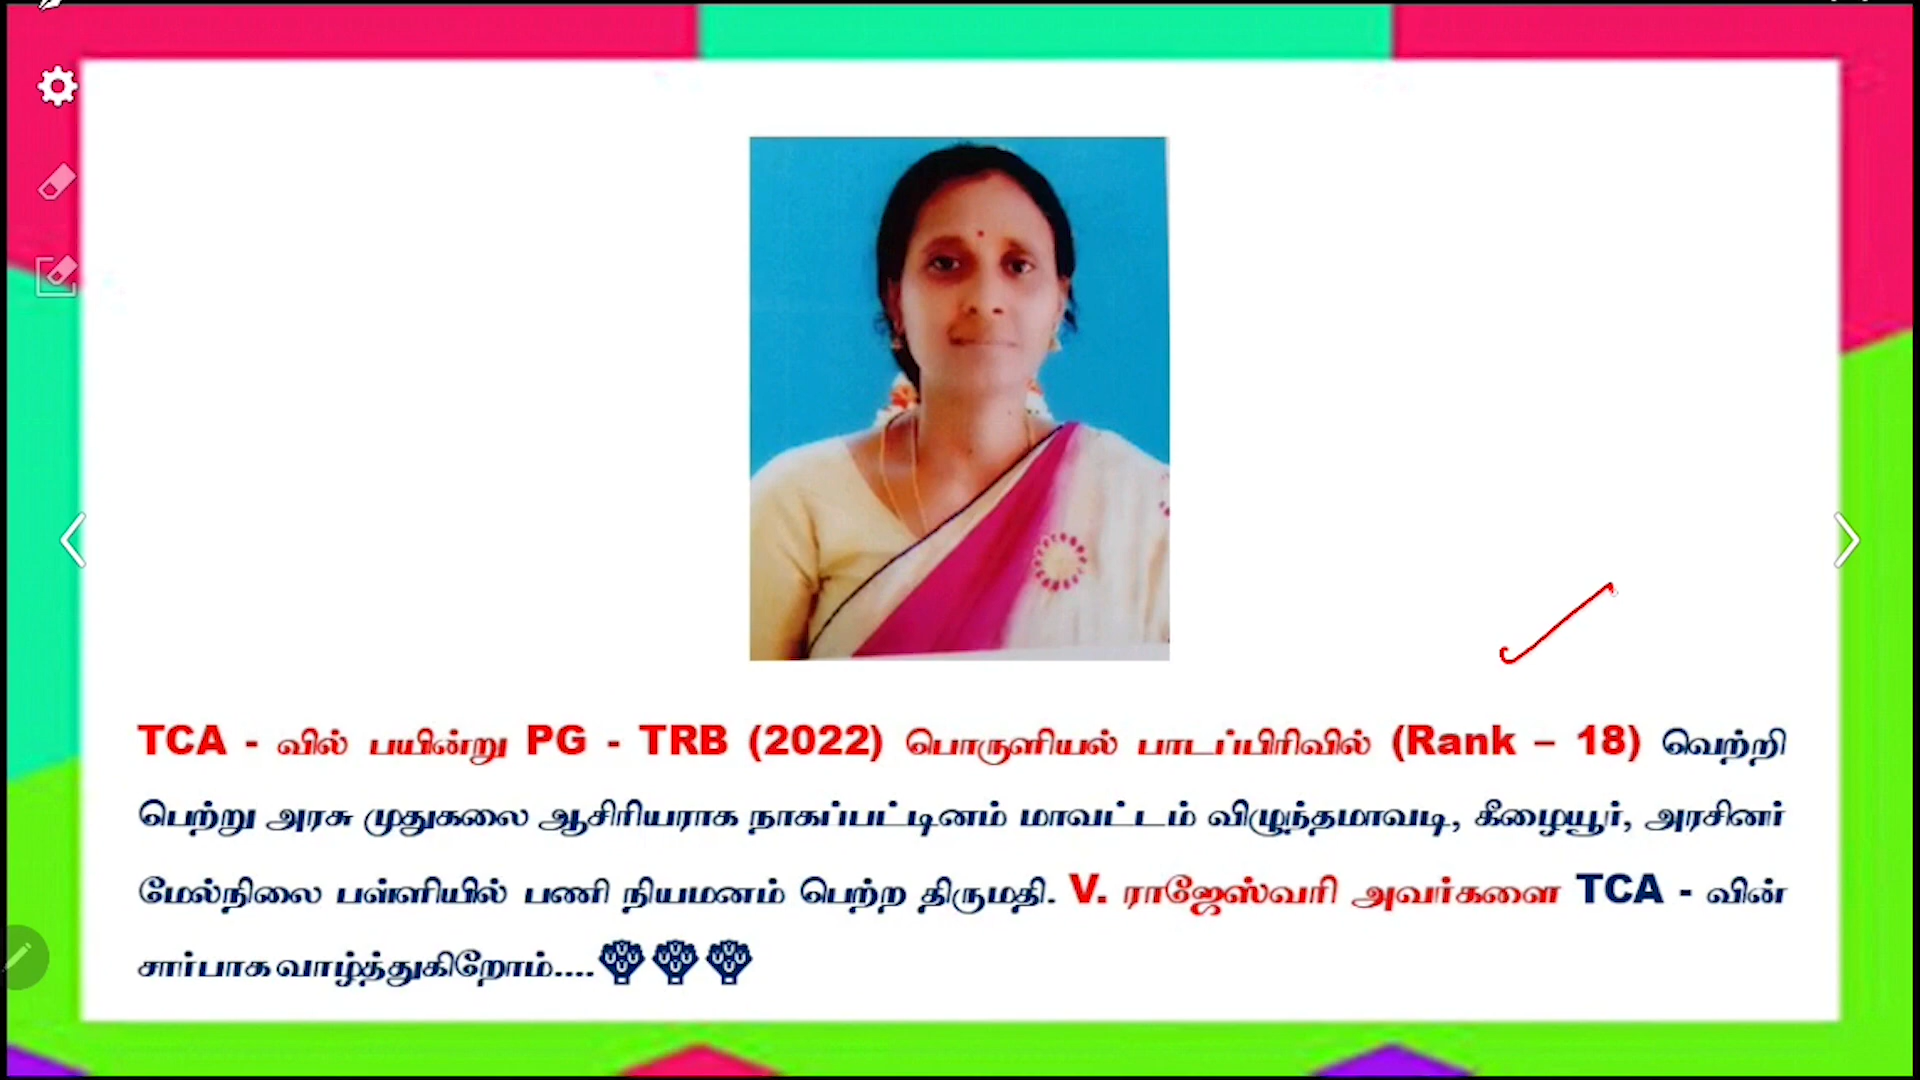 TCA - வில் பயின்று PG - TRB (2022) பொருளியல் பாடப்பிரிவில் (Rank – 18) வெற்றி
பெற்று அரசு முதுகலை ஆசிரியராக நாகப்பட்டினம் மாவட்டம் விழுந்தமாவடி, கீழையூர், அரசினர்
மேல்நிலை பள்ளியில் பணி நியமனம் பெற்ற திருமதி. V. ராஜேஸ்வரி அவர்களை TCA - வின்
சார்பாக வாழ்த்துகிறோம்....